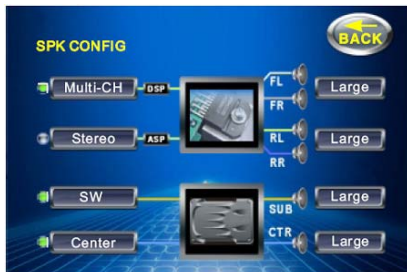 SPK CONFIG
BACK
Multi-CH DSP FL Large
FR
Stereo ASP RL Large
RR
SW SUB Large
Center CTR Large